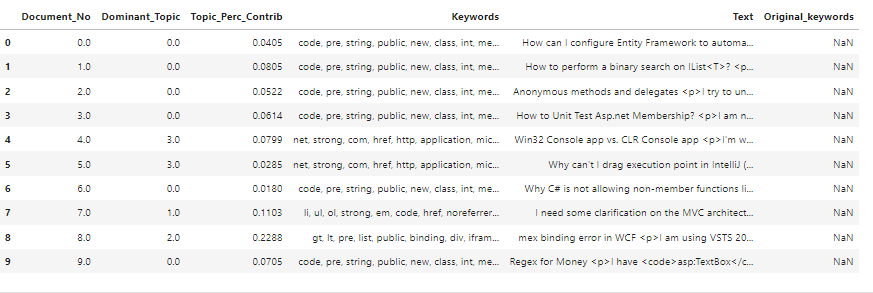 Document_No Dominant_Topic Topic_Perc_Contrib Keywords Text Original_keywords
0 0.0 0.0 0.0405 code, pre, string, public, new, class, int, me... How can I configure Entity Framework to automa... NaN
1 1.0 0.0 0.0805 code, pre, string, public, new, class, int, me... How to perform a binary search on IList<T>? <p... NaN
2 2.0 0.0 0.0522 code, pre, string, public, new, class, int, me... Anonymous methods and delegates <p>I try to un... NaN
3 3.0 0.0 0.0614 code, pre, string, public, new, class, int, me... How to Unit Test Asp.net Membership? <p>I am n... NaN
4 4.0 3.0 0.0799 net, strong, com, href, http, application, mic... Win32 Console app vs. CLR Console app <p>I'm w... NaN
5 5.0 3.0 0.0285 net, strong, com, href, http, application, mic... Why can't I drag execution point in IntelliJ (... NaN
6 6.0 0.0 0.0180 code, pre, string, public, new, class, int, me... Why C# is not allowing non-member functions li... NaN
7 7.0 1.0 0.1103 li, ul, ol, strong, em, code, href, noreferrer... I need some clarification on the MVC architect... NaN
8 8.0 2.0 0.2288 gt, lt, pre, list, public, binding, div, ifram... mex binding error in WCF <p>I am using VSTS 20... NaN
9 9.0 0.0 0.0705 code, pre, string, public, new, class, int, me... Regex for Money <p>I have <code>asp:TextBox</c... NaN